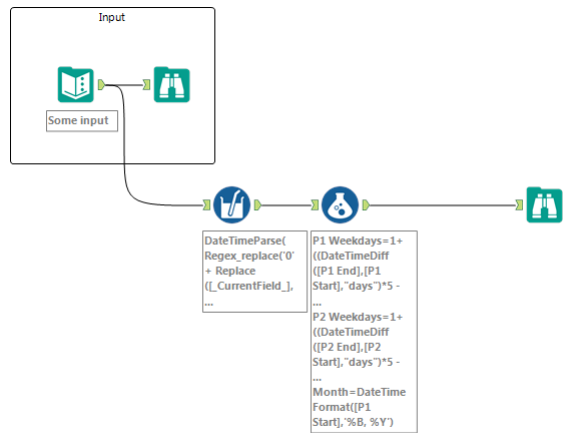 Input
Some input
DateTimeParse(
Regex_replace('0'
+ Replace
([_CurrentField_],
...
P1 Weekdays=1+
((DateTimeDiff
([P1 End],[P1
Start],"days")*5 -
...
P2 Weekdays=1+
((DateTimeDiff
([P2 End],[P2
Start],"days")*5 -
...
Month=DateTime
Format([P1
Start],'%B, %Y')